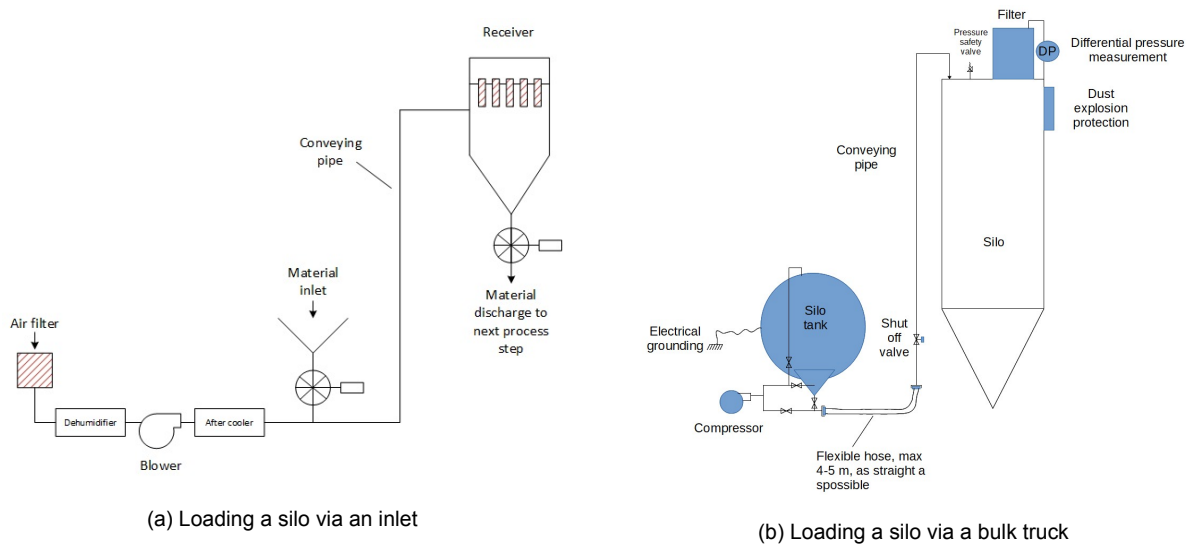 Receiver
Conveying
pipe
Material
inlet
Air filter
Dehumidifier
Blower
After cooler
Material
discharge to
next process
step
(a) Loading a silo via an inlet
Filter
Pressure
safety
valve
DP
Differential pressure
measurement
Dust
explosion
protection
Conveying
pipe
Silo
Silo
tank
Electrical
grounding
Shut
off
valve
Compressor
Flexible hose, max
4-5 m, as straight a
spossible
(b) Loading a silo via a bulk truck